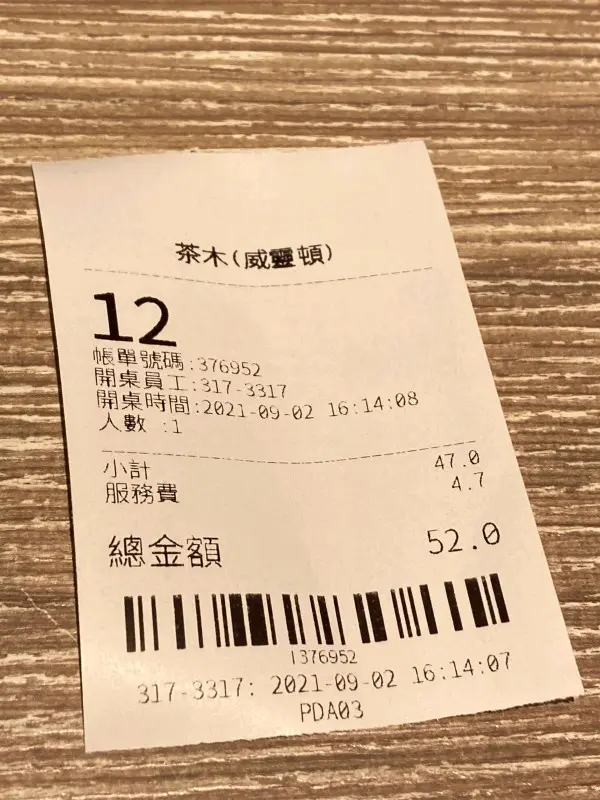 茶木(威靈頓)
12
帳單號碼:376952
開桌員工:317-3317
開桌時間:2021-09-02 16:14:08
人數 :1
小計 47.0
服務費 4.7
總金額 52.0
I376952
317-3317: 2021-09-02 16:14:07
PDA03